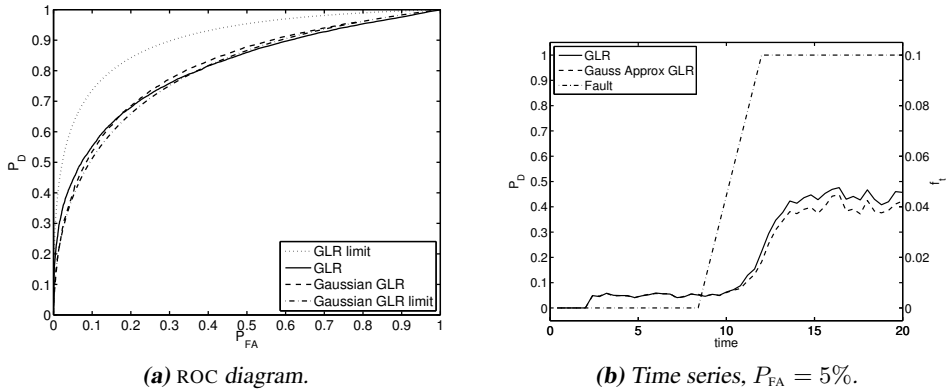 1
0.9
0.8
0.7
0.6
0.5
0.4
0.3
0.2
0.1
0
P_D
0 0.1 0.2 0.3 0.4 0.5 0.6 0.7 0.8 0.9 1
P_FA
GLR limit
GLR
Gaussian GLR
Gaussian GLR limit
(a) ROC diagram.
1
0.9
0.8
0.7
0.6
0.5
0.4
0.3
0.2
0.1
0
P_D
GLR
Gauss Approx GLR
Fault
0.1
0.08
0.06
0.04
0.02
0
f_t
0 5 10 15 20
time
(b) Time series, P_FA = 5%.